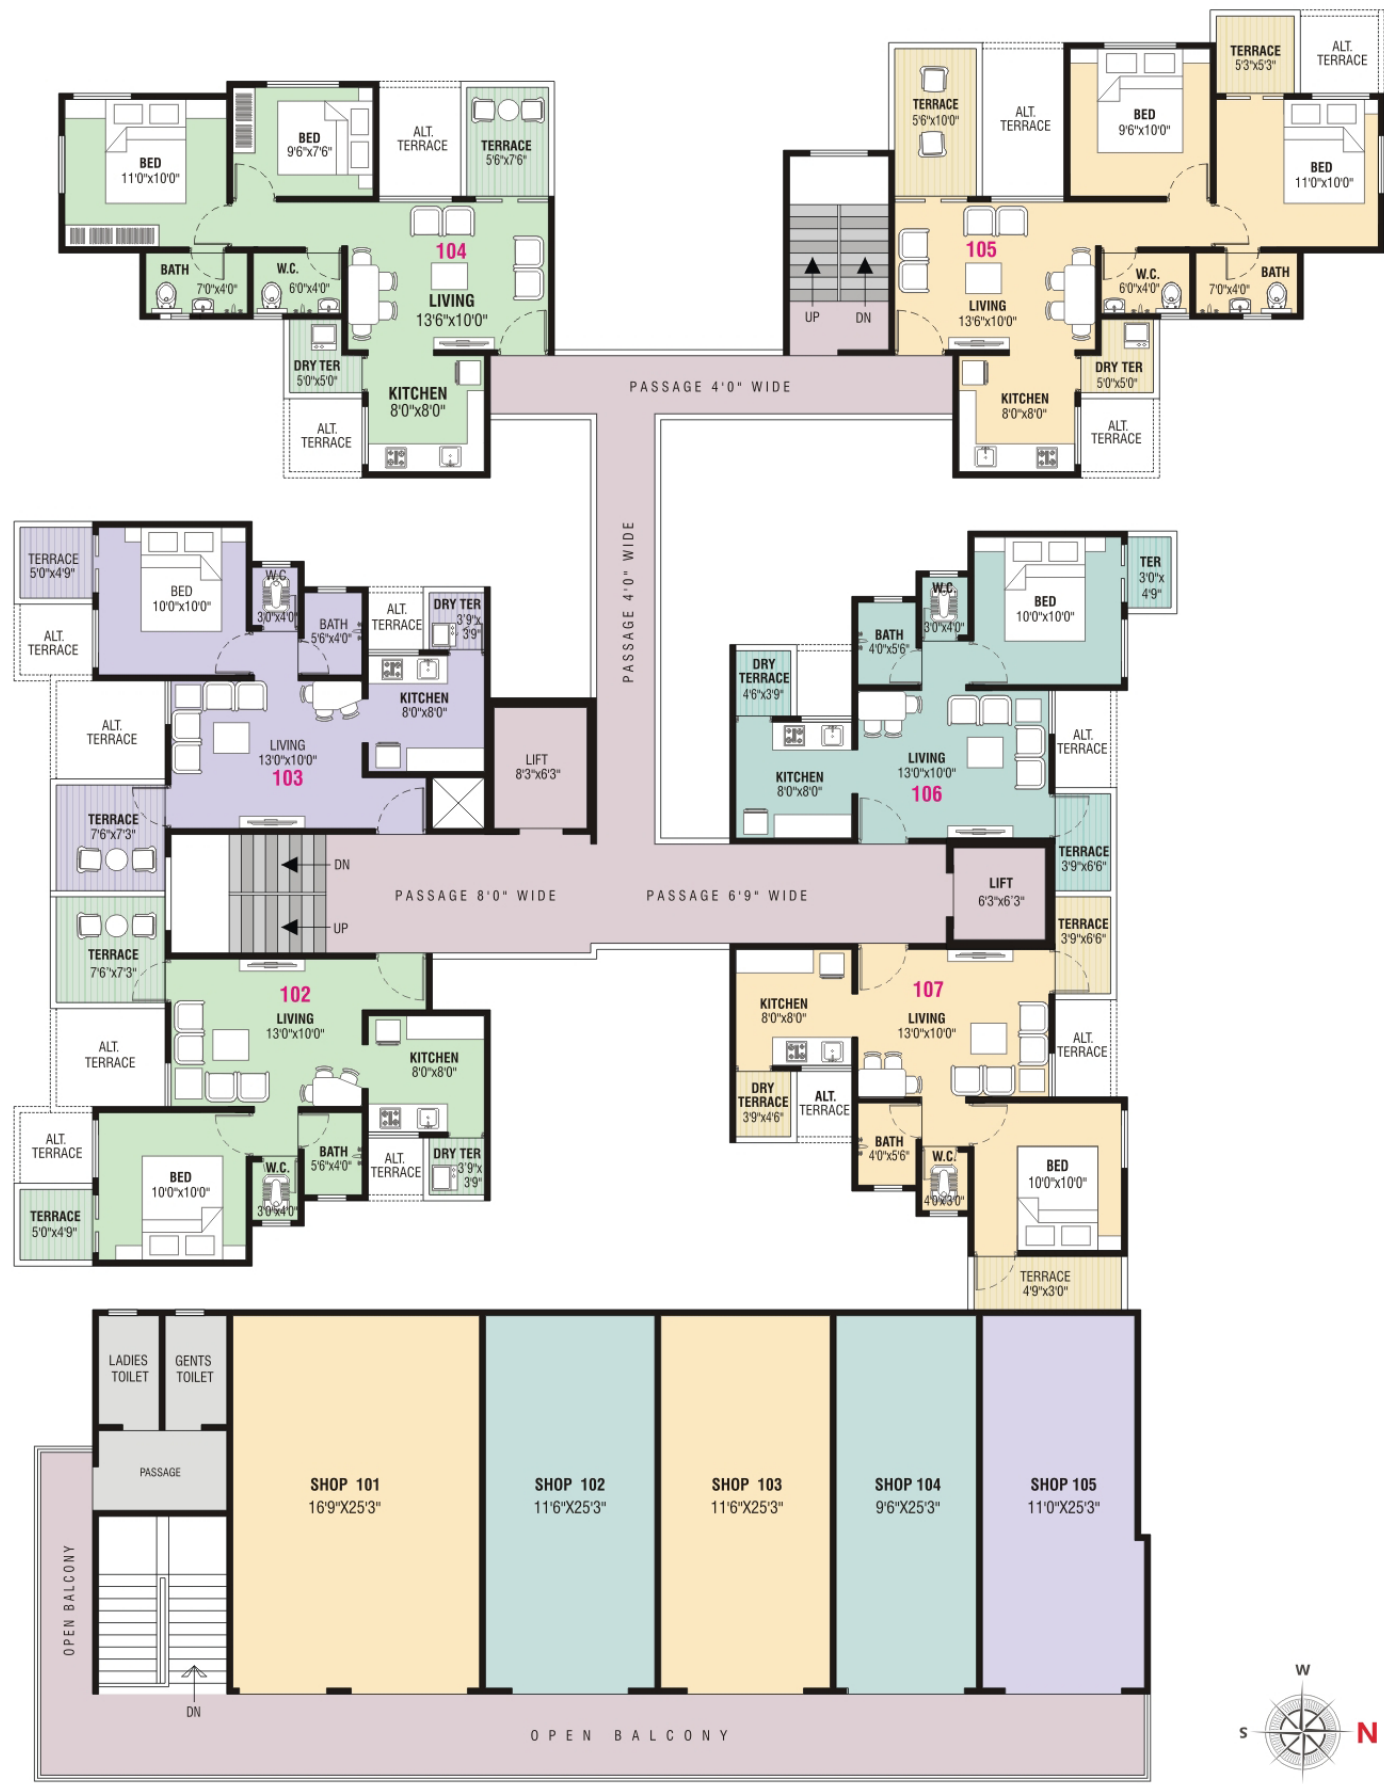 TERRACE
5'3"x5'3"
ALT.
TERRACE
BED
11'0"x10'0"
BED
9'6"x7'6"
ALT.
TERRACE
TERRACE
5'6"x7'6"
104
LIVING
13'6"x10'0"
BATH
7'0"x4'0"
W.C.
6'0"x4'0"
DRY TER
5'0"x5'0"
KITCHEN
8'0"x8'0"
ALT.
TERRACE
TERRACE
5'6"x10'0"
ALT.
TERRACE
BED
9'6"x10'0"
BED
11'0"x10'0"
105
LIVING
13'6"x10'0"
W.C.
6'0"x4'0"
BATH
7'0"x4'0"
DRY TER
5'0"x5'0"
KITCHEN
8'0"x8'0"
ALT.
TERRACE
UP
DN
PASSAGE 4'0" WIDE
PASSAGE 4'0" WIDE
TERRACE
5'0"x4'9"
ALT.
TERRACE
BED
10'0"x10'0"
W.C.
3'0"x4'0"
BATH
5'6"x4'0"
ALT.
TERRACE
DRY TER
3'9"x
3'9"
KITCHEN
8'0"x8'0"
ALT.
TERRACE
LIVING
13'0"x10'0"
103
TERRACE
7'6"x7'3"
LIFT
8'3"x6'3"
TER
3'0"x
4'9"
BED
10'0"x10'0"
W.C.
3'0"x4'0"
BATH
4'0"x5'6"
DRY
TERRACE
4'6"x3'9"
KITCHEN
8'0"x8'0"
LIVING
13'0"x10'0"
106
ALT.
TERRACE
TERRACE
3'9"x6'6"
DN
UP
PASSAGE 8'0" WIDE
PASSAGE 6'9" WIDE
LIFT
6'3"x6'3"
TERRACE
7'6"x7'3"
102
LIVING
13'0"x10'0"
ALT.
TERRACE
KITCHEN
8'0"x8'0"
ALT.
TERRACE
BED
10'0"x10'0"
W.C.
3'0"x4'0"
BATH
5'6"x4'0"
ALT.
TERRACE
DRY TER
3'9"x
3'9"
TERRACE
5'0"x4'9"
TERRACE
3'9"x6'6"
107
LIVING
13'0"x10'0"
KITCHEN
8'0"x8'0"
ALT.
TERRACE
DRY
TERRACE
3'9"x4'6"
ALT.
TERRACE
BATH
4'0"x5'6"
W.C.
4'0"x3'0"
BED
10'0"x10'0"
TERRACE
4'9"x3'0"
LADIES
TOILET
GENTS
TOILET
PASSAGE
SHOP 101
16'9"X25'3"
SHOP 102
11'6"X25'3"
SHOP 103
11'6"X25'3"
SHOP 104
9'6"X25'3"
SHOP 105
11'0"X25'3"
OPEN BALCONY
DN
OPEN BALCONY
W
S
N